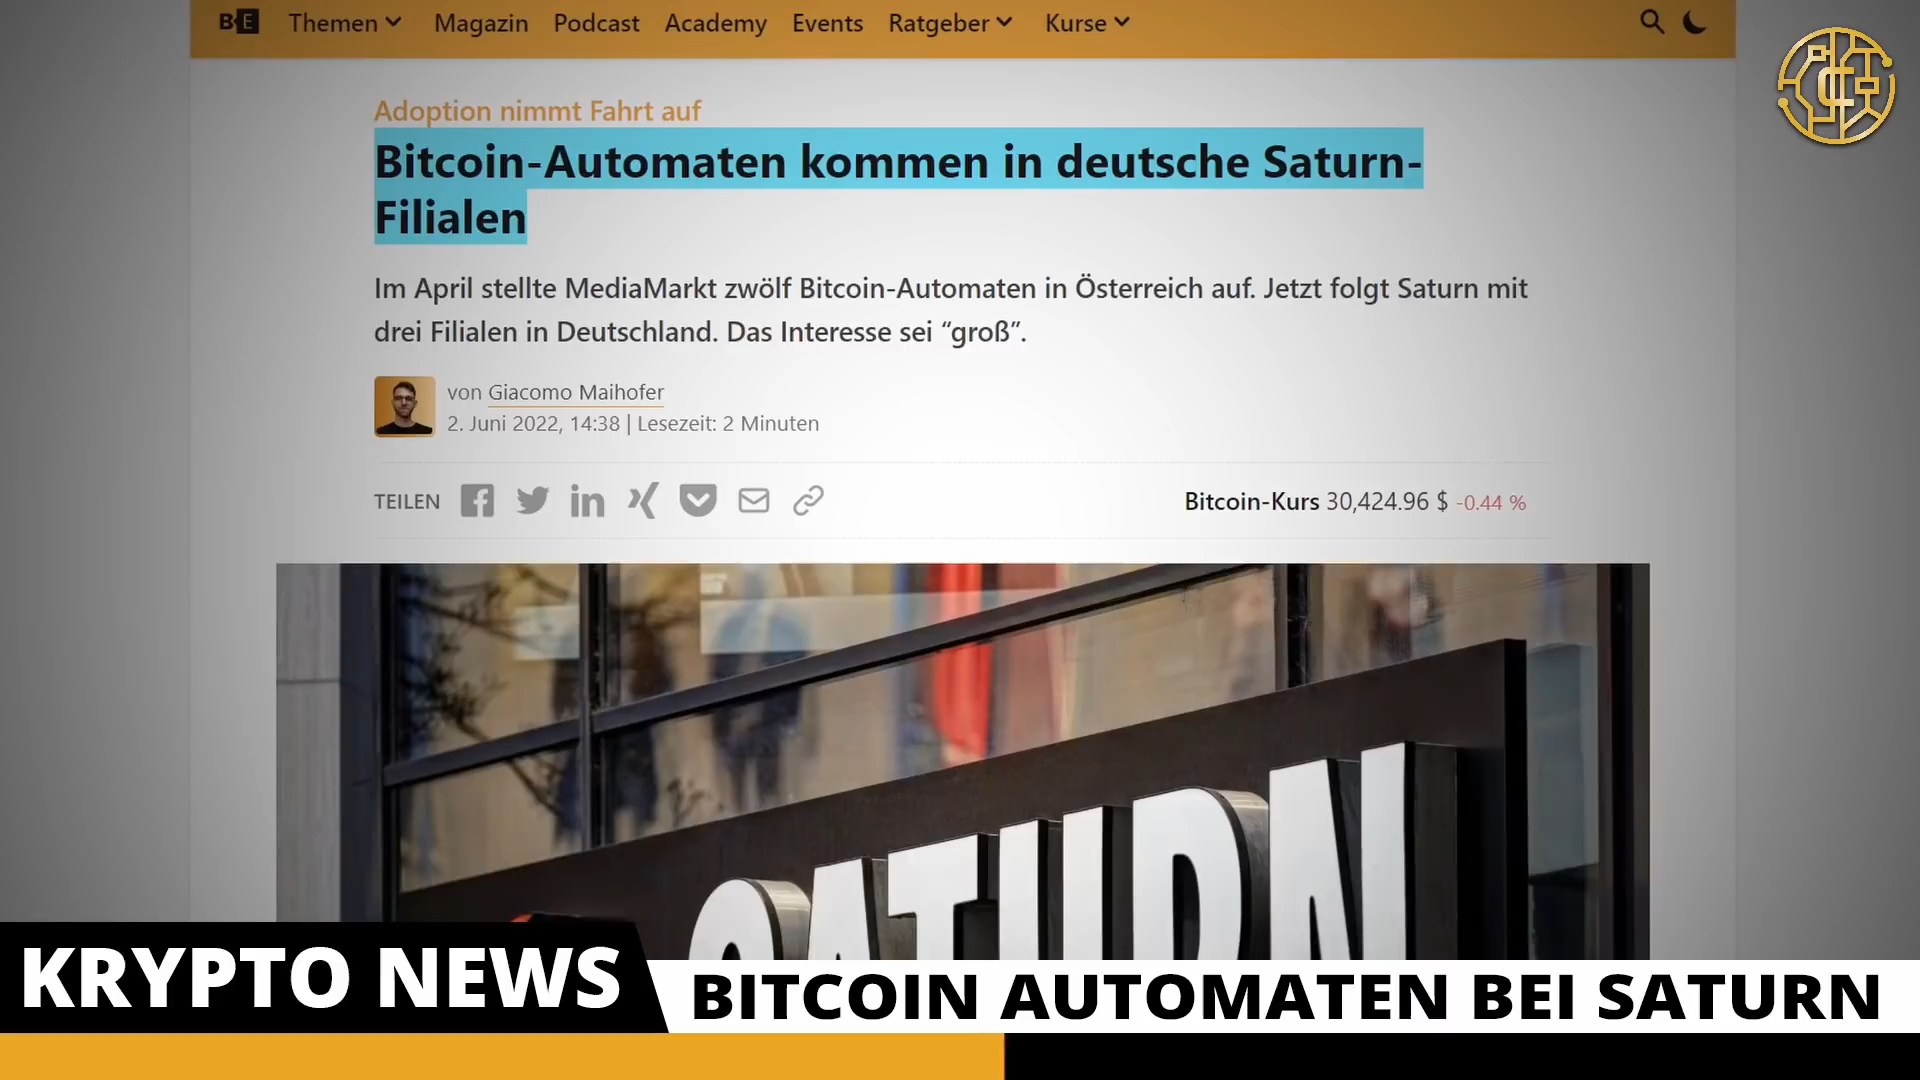 B E
Themen Magazin Podcast Academy Events Ratgeber Kurse
Adoption nimmt Fahrt auf
Bitcoin-Automaten kommen in deutsche Saturn-
Filialen
Im April stellte MediaMarkt zwölf Bitcoin-Automaten in Österreich auf. Jetzt folgt Saturn mit
drei Filialen in Deutschland. Das Interesse sei “groß”.
von Giacomo Maihofer
2. Juni 2022, 14:38 | Lesezeit: 2 Minuten
TEILEN
Bitcoin-Kurs 30,424.96 $ -0.44 %
SATURN
KRYPTO NEWS
BITCOIN AUTOMATEN BEI SATURN